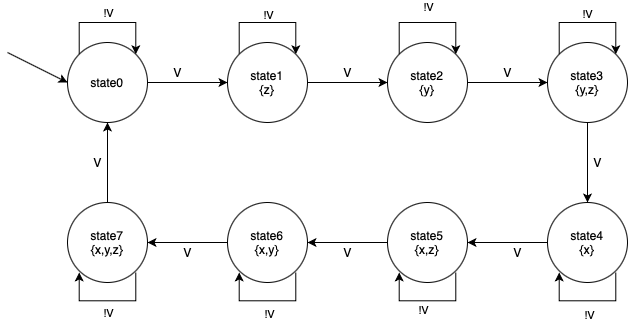 !V
!V
!V
!V
state0
V
state1
{z}
V
state2
{y}
V
state3
{y,z}
V
V
state7
{x,y,z}
V
state6
{x,y}
V
state5
{x,z}
V
state4
{x}
!V
!V
!V
!V